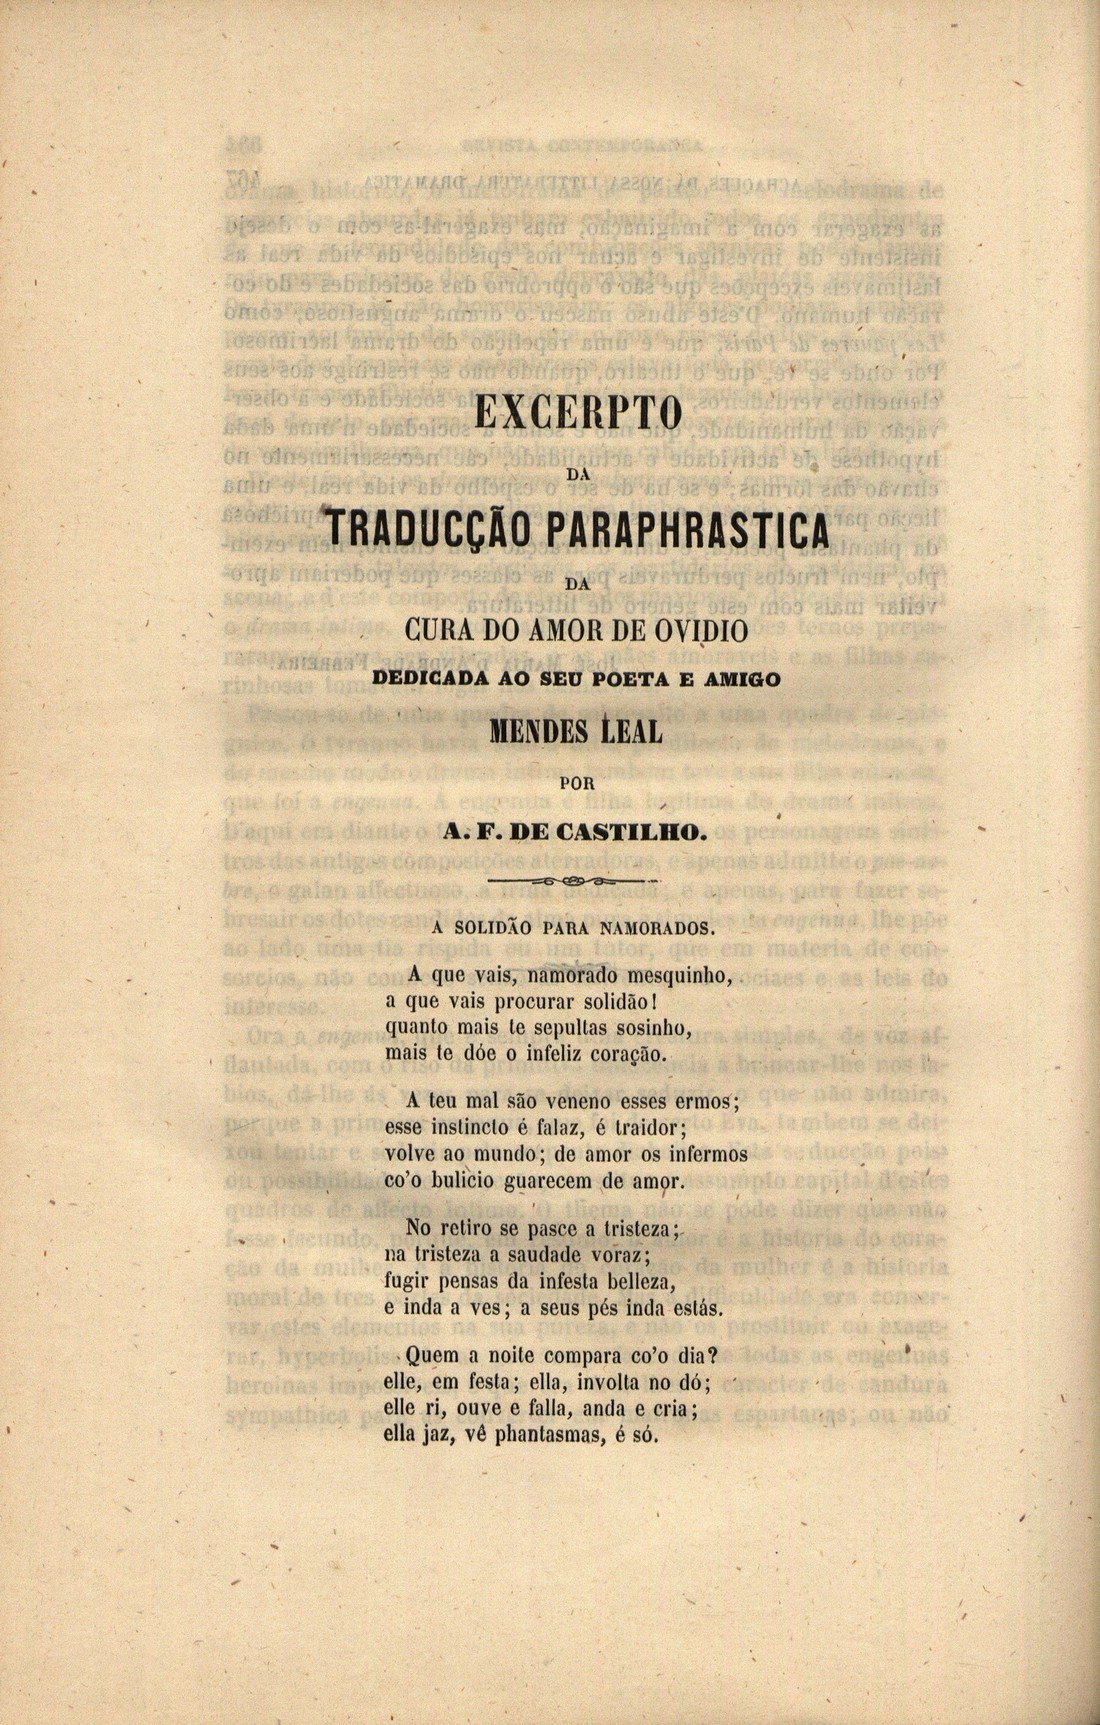 EXCERPTO
DA
TRADUCÇÃO PARAPHRASTICA
DA
CURA DO AMOR DE OVIDIO
DEDICADA AO SEU POETA E AMIGO
MENDES LEAL
POR
A. F. DE CASTILHO.
A SOLIDÃO PARA NAMORADOS.
A que vais, namorado mesquinho,
a que vais procurar solidão!
quanto mais te sepultas sosinho,
mais te dóe o infeliz coração.
A teu mal são veneno esses ermos;
esse instincto é falaz, é traidor;
volve ao mundo; de amor os infermos
co'o bulicio guarecem de amor.
No retiro se pasce a tristeza;
na tristeza a saudade voraz;
fugir pensas da infesta belleza,
e inda a ves; a seus pés inda estás.
Quem a noite compara co'o dia?
elle, em festa; ella, involta no dó;
elle ri, ouve e falla, anda e cria;
ella jaz, vê phantasmas, é só.